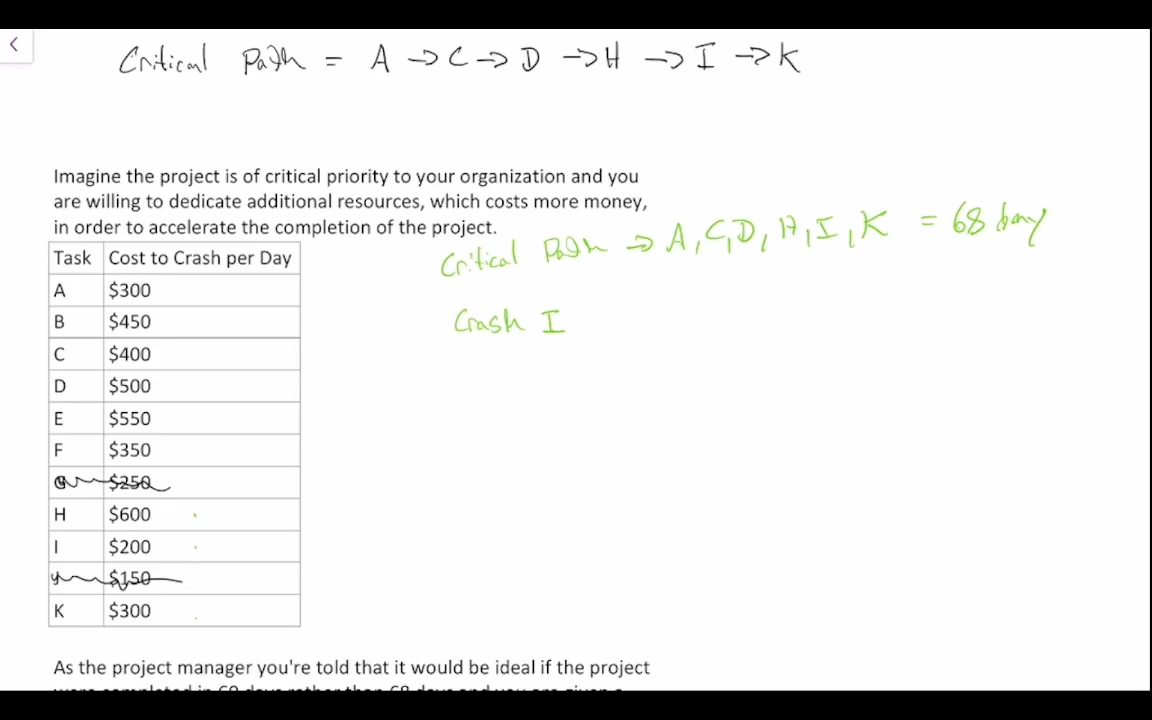 Critical Path = A → C → D → H → I → K
Imagine the project is of critical priority to your organization and you
are willing to dedicate additional resources, which costs more money,
in order to accelerate the completion of the project.
Critical Path → A, C, D, H, I, K = 68 days
Crash I
Task Cost to Crash per Day
A $300
B $450
C $400
D $500
E $550
F $350
$250
H $600
I $200
$150
K $300
As the project manager you're told that it would be ideal if the project